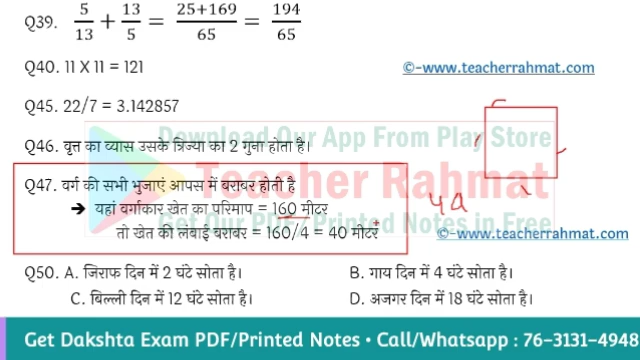 Q39. 5/13 + 13/5 = 25+169/65 = 194/65
Q40. 11 X 11 = 121
©-www.teacherrahmat.com
Q45. 22/7 = 3.142857
Download Our App From Play Store
Q46. वृत्त का व्यास उसके त्रिज्या का 2 गुना होता है।
Teacher Rahmat
Q47. वर्ग की सभी भुजाएं आपस में बराबर होती है
➔ यहां वर्गाकार खेत का परिमाप = 160 मीटर
4a
Get Our PDF / Printed Notes in Free
तो खेत की लंबाई बराबर = 160/4 = 40 मीटर
©-www.teacherrahmat.com
Q50. A. जिराफ दिन में 2 घंटे सोता है। B. गाय दिन में 4 घंटे सोता है।
C. बिल्ली दिन में 12 घंटे सोता है। D. अजगर दिन में 18 घंटे सोता है।
Get Dakshta Exam PDF/Printed Notes • Call/Whatsapp : 76-3131-4948